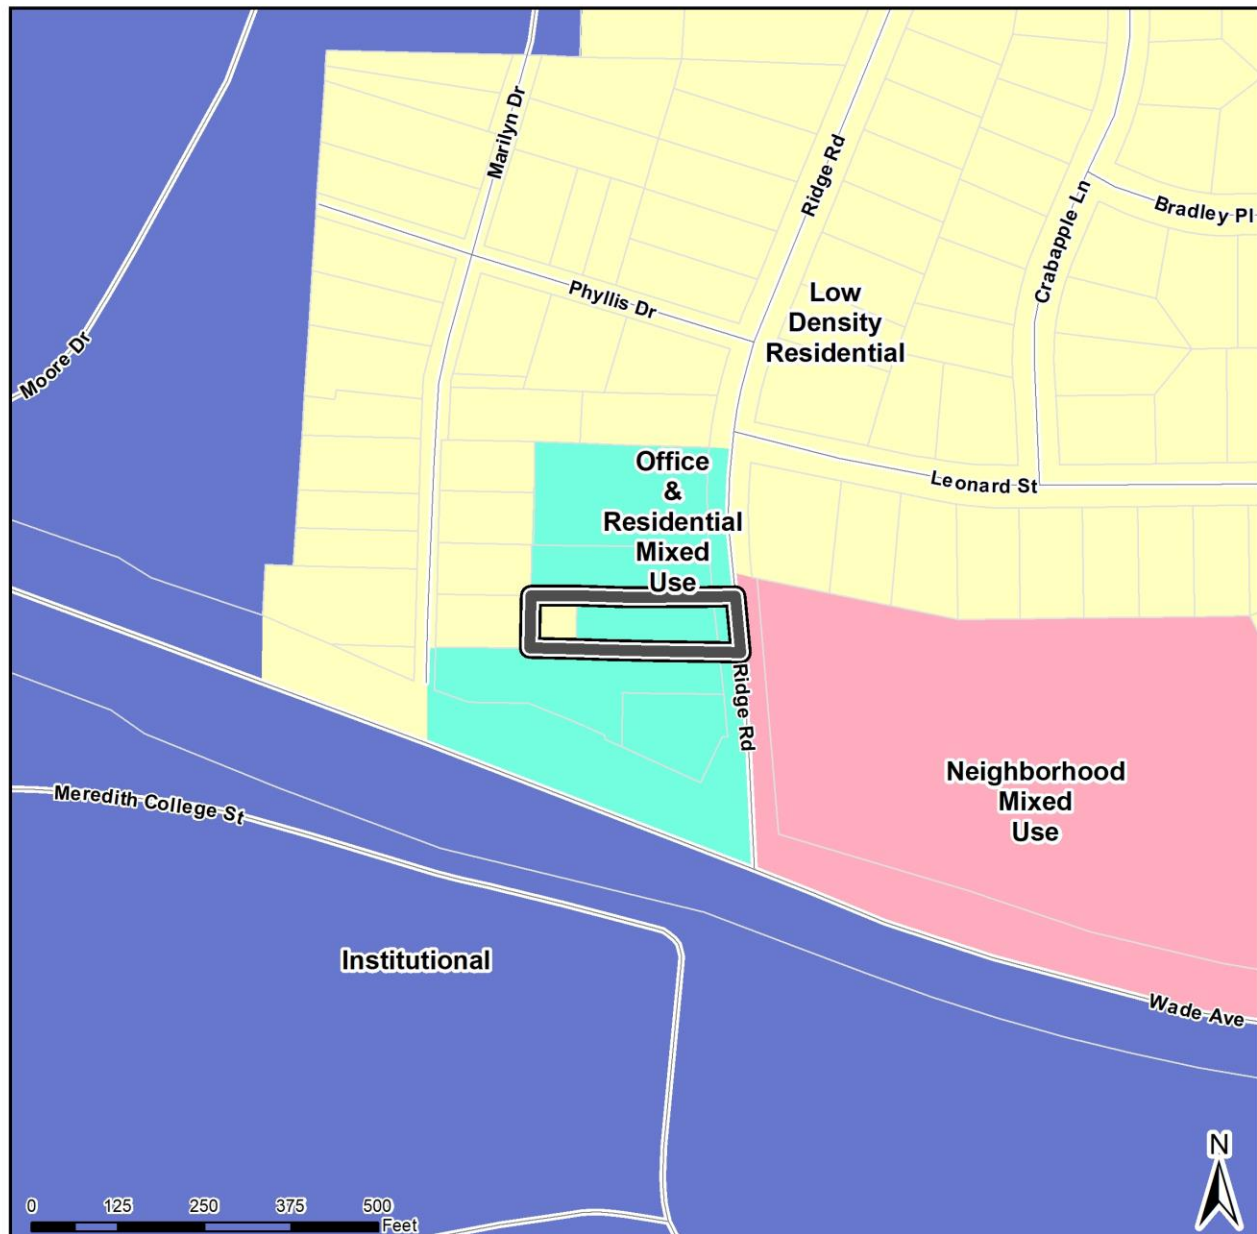 Marilyn Dr
Ridge Rd
Bradley Pl
Crabapple Ln
Phyllis Dr
Low
Density
Residential
Moore Dr
Office
&
Residential
Mixed
Use
Leonard St
Ridge Rd
Neighborhood
Mixed
Use
Meredith College St
Institutional
Wade Ave
N
0 125 250 375 500
Feet